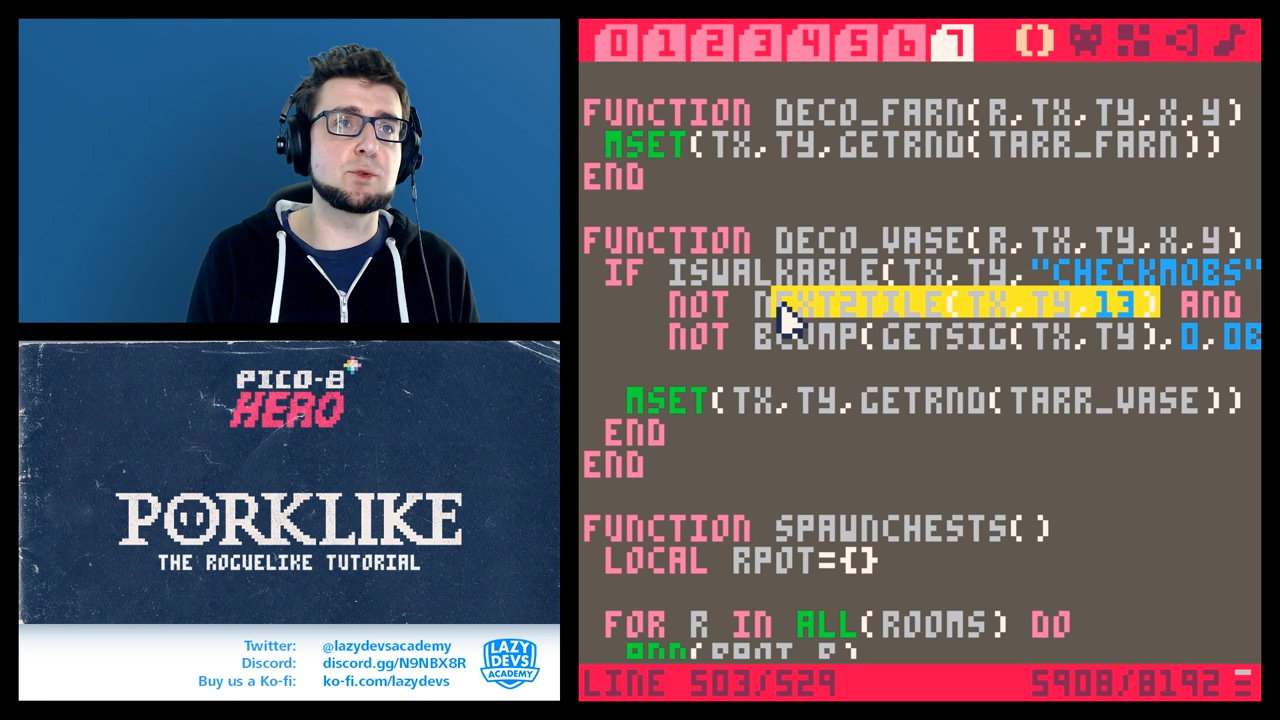 PICO-8
HERO
PORKLIKE
THE ROGUELIKE TUTORIAL
Twitter: @lazydevsacademy
Discord: discord.gg/N9NBX8R
Buy us a Ko-fi: ko-fi.com/lazydevs
LAZY
DEVS
ACADEMY
0 1 2 3 4 5 6 7 ()
FUNCTION DECO_FARN(R,TX,TY,X,Y)
MSET(TX,TY,GETRND(TARR_FARN))
END
FUNCTION DECO_VASE(R,TX,TY,X,Y)
IF ISWALKABLE(TX,TY,"CHECKMOBS"
NOT NEXT2TILE(TX,TY,13) AND
NOT BCOMP(GETSIG(TX,TY),0,0B
MSET(TX,TY,GETRND(TARR_VASE))
END
END
FUNCTION SPAWNCHESTS()
LOCAL RPOT={}
FOR R IN ALL(ROOMS) DO
ADD(RPOT,R)
LINE 503/529 5908/8192